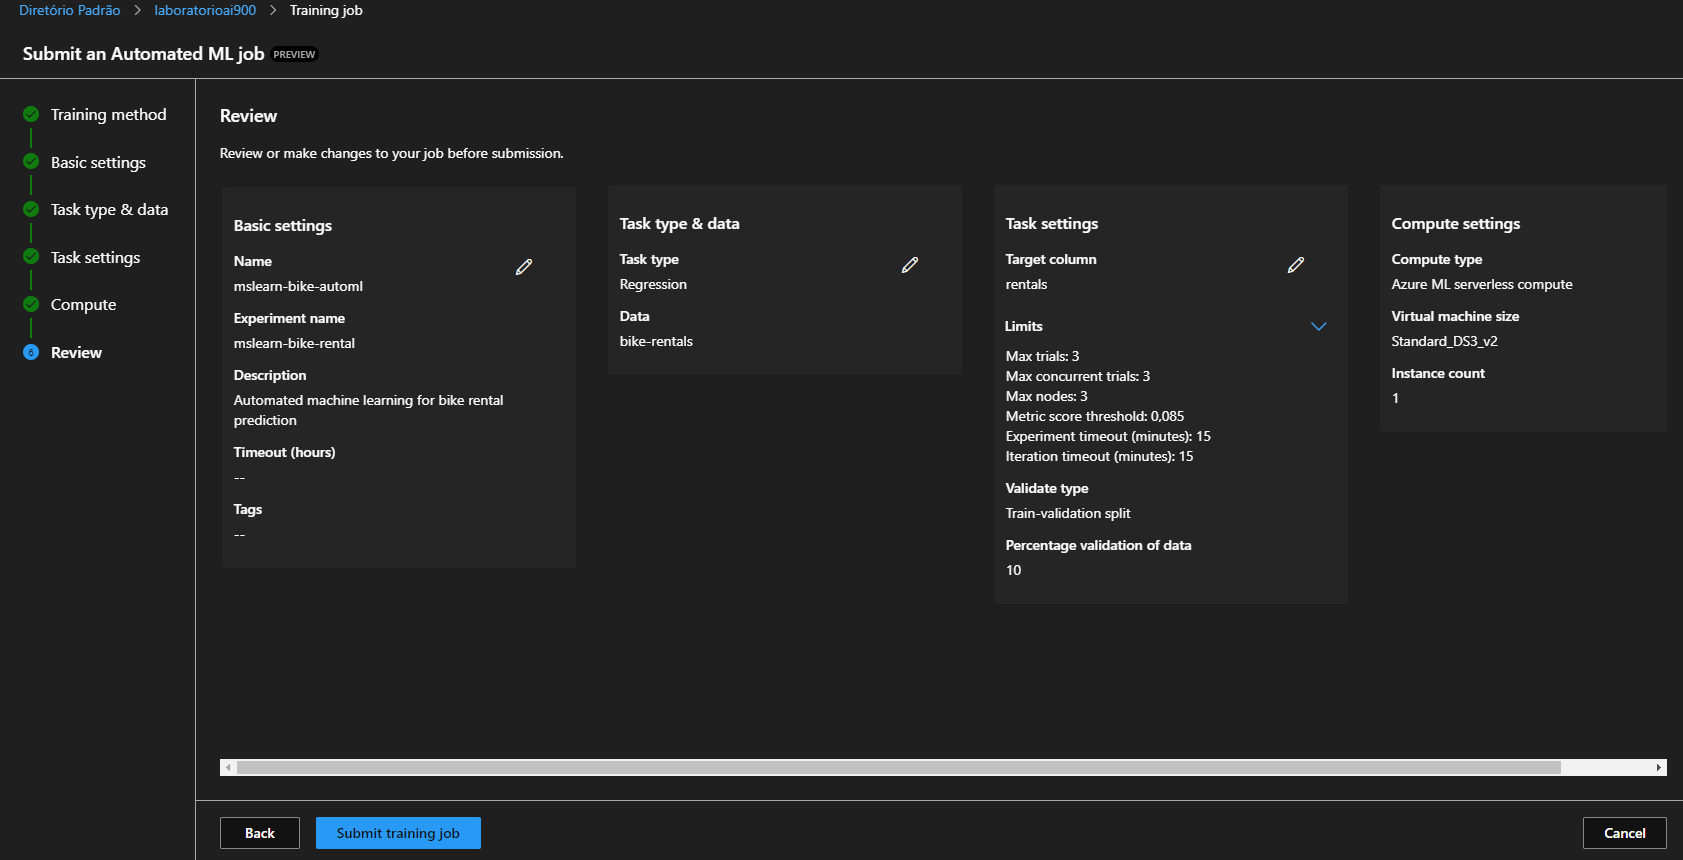 Diretório Padrão > laboratorioai900 > Training job
Submit an Automated ML job PREVIEW
Training method
Basic settings
Task type & data
Task settings
Compute
6 Review
Review
Review or make changes to your job before submission.
Basic settings
Name
mslearn-bike-automl
Experiment name
mslearn-bike-rental
Description
Automated machine learning for bike rental
prediction
Timeout (hours)
--
Tags
--
Task type & data
Task type
Regression
Data
bike-rentals
Task settings
Target column
rentals
Limits
Max trials: 3
Max concurrent trials: 3
Max nodes: 3
Metric score threshold: 0,085
Experiment timeout (minutes): 15
Iteration timeout (minutes): 15
Validate type
Train-validation split
Percentage validation of data
10
Compute settings
Compute type
Azure ML serverless compute
Virtual machine size
Standard_DS3_v2
Instance count
1
Back
Submit training job
Cancel